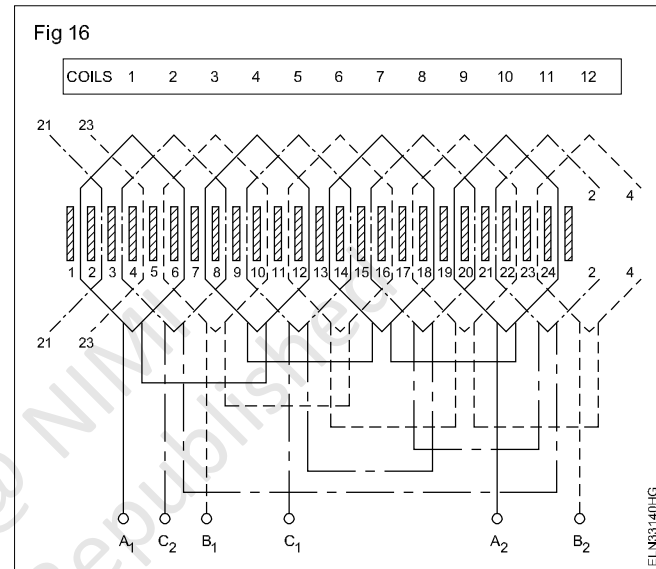 Fig 16
COILS 1 2 3 4 5 6 7 8 9 10 11 12
21 23
2 4
1 2 3 4 5 6 7 8 9 10 11 12 13 14 15 16 17 18 19 20 21 22 23 24
2 4
21 23
@ NIMI
Republished
A1 C2 B1 C1 A2 B2
ELN33140HG